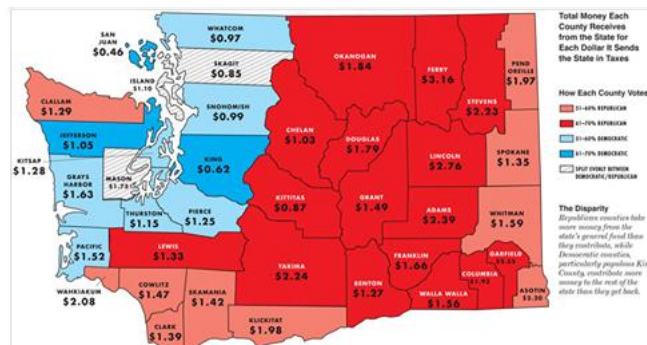 Total Money Each
County Receives
from the State for
Each Dollar It Sends
the State in Taxes
How Each County Votes
51-60% REPUBLICAN
61-70% REPUBLICAN
51-60% DEMOCRATIC
61-70% DEMOCRATIC
SPLIT EVENLY BETWEEN
DEMOCRATIC/REPUBLICAN
The Disparity
Republican counties take
more money from the
state's general fund than
they contribute, while
Democratic counties,
particularly populous King
County, contribute more
money to the rest of the
state than they get back.
SAN
JUAN
$0.46
WHATCOM
$0.97
SKAGIT
$0.85
ISLAND
$1.10
SNOHOMISH
$0.99
CLALLAM
$1.29
JEFFERSON
$1.05
KITSAP
$1.28
KING
$0.62
GRAYS
HARBOR
$1.63
MASON
THURSTON
$1.15
PIERCE
$1.25
PACIFIC
$1.52
LEWIS
$1.33
WAHKIAKUM
$2.08
COWLITZ
$1.47
CLARK
$1.39
SKAMANIA
$1.42
KLICKITAT
$1.98
OKANOGAN
$1.84
FERRY
$3.16
STEVENS
$2.23
PEND
OREILLE
$1.97
CHELAN
$1.03
DOUGLAS
$1.79
LINCOLN
$2.76
SPOKANE
$1.35
KITTITAS
$0.87
GRANT
$1.49
ADAMS
$2.39
WHITMAN
$1.59
YAKIMA
$2.24
BENTON
$1.27
FRANKLIN
$1.66
WALLA WALLA
$1.56
COLUMBIA
GARFIELD
ASOTIN